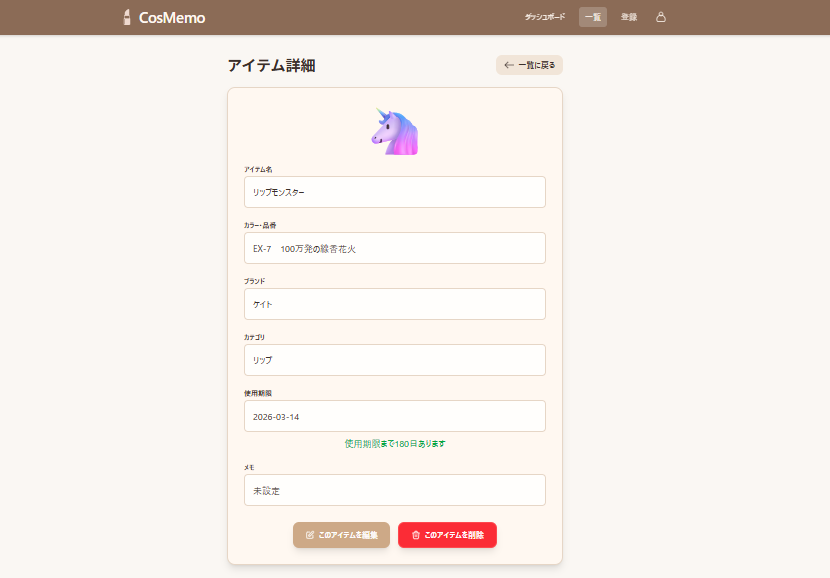 CosMemo
ダッシュボード
一覧
登録
アイテム詳細
← 一覧に戻る
アイテム名
リップモンスター
カラー・品番
EX-7　100万発の線香花火
ブランド
ケイト
カテゴリ
リップ
使用期限
2026-03-14
使用期限まで180日あります
メモ
未設定
このアイテムを編集
このアイテムを削除